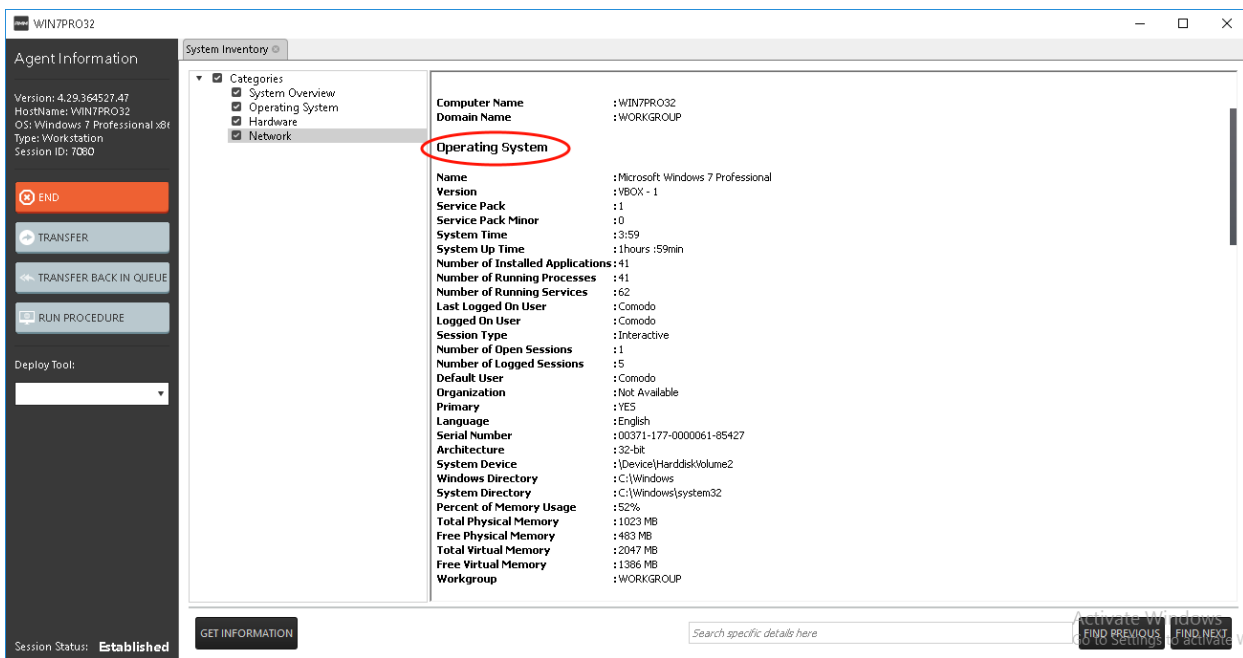 WIN7PRO32
Agent Information
Version: 4.29.364527.47
HostName: WIN7PRO32
OS: Windows 7 Professional x86
Type: Workstation
Session ID: 7080
END
TRANSFER
TRANSFER BACK IN QUEUE
RUN PROCEDURE
Deploy Tool:
Session Status: Established
System Inventory
Categories
System Overview
Operating System
Hardware
Network
Computer Name : WIN7PRO32
Domain Name : WORKGROUP
Operating System
Name : Microsoft Windows 7 Professional
Version : VBOX - 1
Service Pack : 1
Service Pack Minor : 0
System Time : 3:59
System Up Time : 1hours :59min
Number of Installed Applications : 41
Number of Running Processes : 41
Number of Running Services : 62
Last Logged On User : Comodo
Logged On User : Comodo
Session Type : Interactive
Number of Open Sessions : 1
Number of Logged Sessions : 5
Default User : Comodo
Organization : Not Available
Primary : YES
Language : English
Serial Number : 00371-177-0000061-85427
Architecture : 32-bit
System Device : \Device\HarddiskVolume2
Windows Directory : C:\Windows
System Directory : C:\Windows\system32
Percent of Memory Usage : 52%
Total Physical Memory : 1023 MB
Free Physical Memory : 483 MB
Total Virtual Memory : 2047 MB
Free Virtual Memory : 1386 MB
Workgroup : WORKGROUP
GET INFORMATION
Search specific details here
FIND PREVIOUS
FIND NEXT
Activate Windows
Go to Settings to activate W